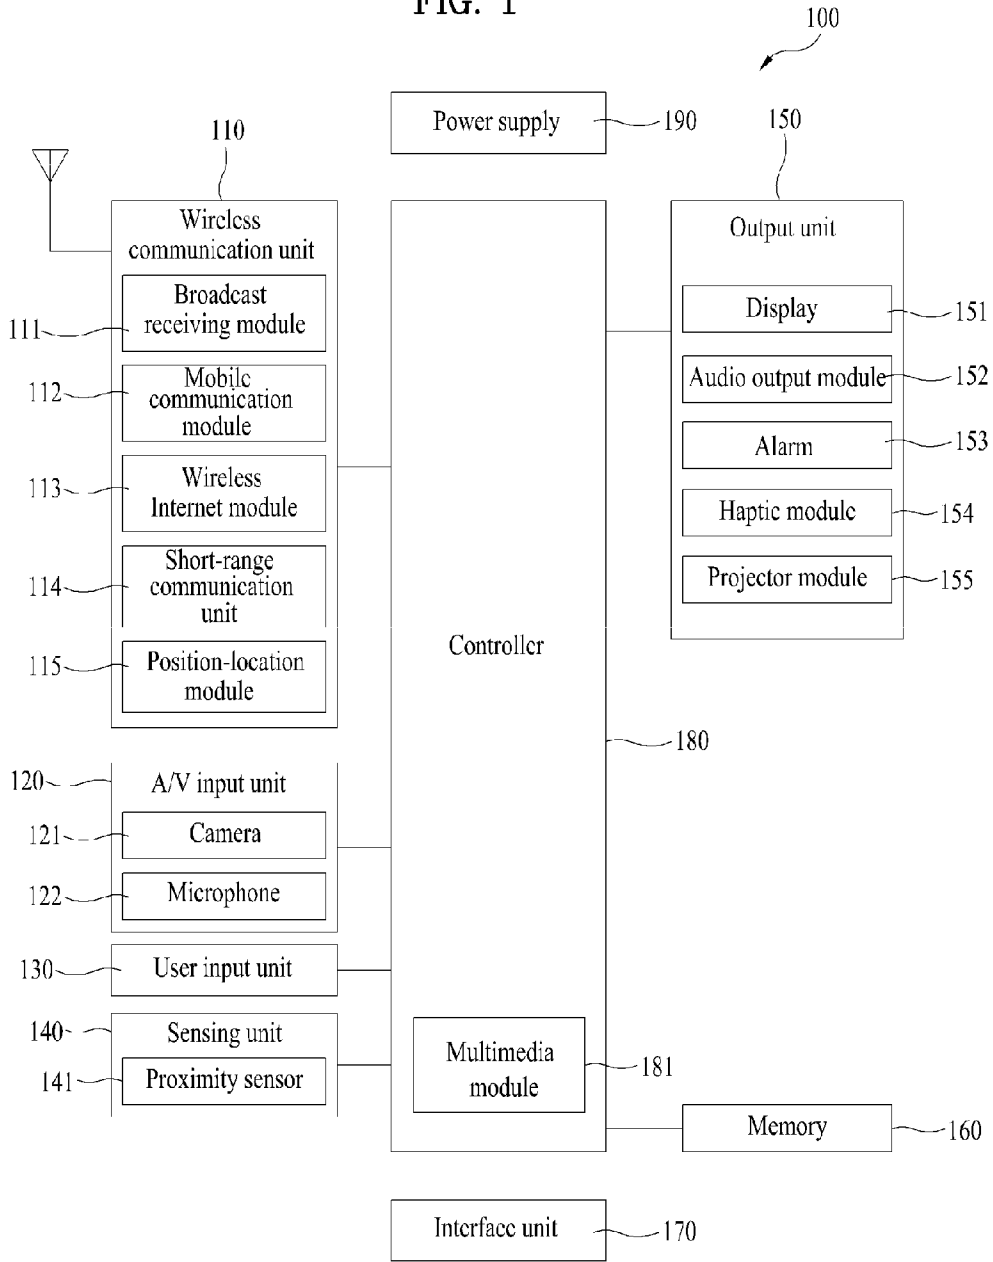 FIG. 1
100
Power supply
190
110
150
Wireless
communication unit
Output unit
Broadcast
receiving module
111
Display
151
Mobile
communication
module
112
Audio output module
152
Alarm
153
Wireless
Internet module
113
Haptic module
154
Short-range
communication
unit
114
Projector module
155
Controller
Position-location
module
115
180
120
A/V input unit
Camera
121
Microphone
122
User input unit
130
140
Sensing unit
Proximity sensor
141
Multimedia
module
181
Memory
160
Interface unit
170